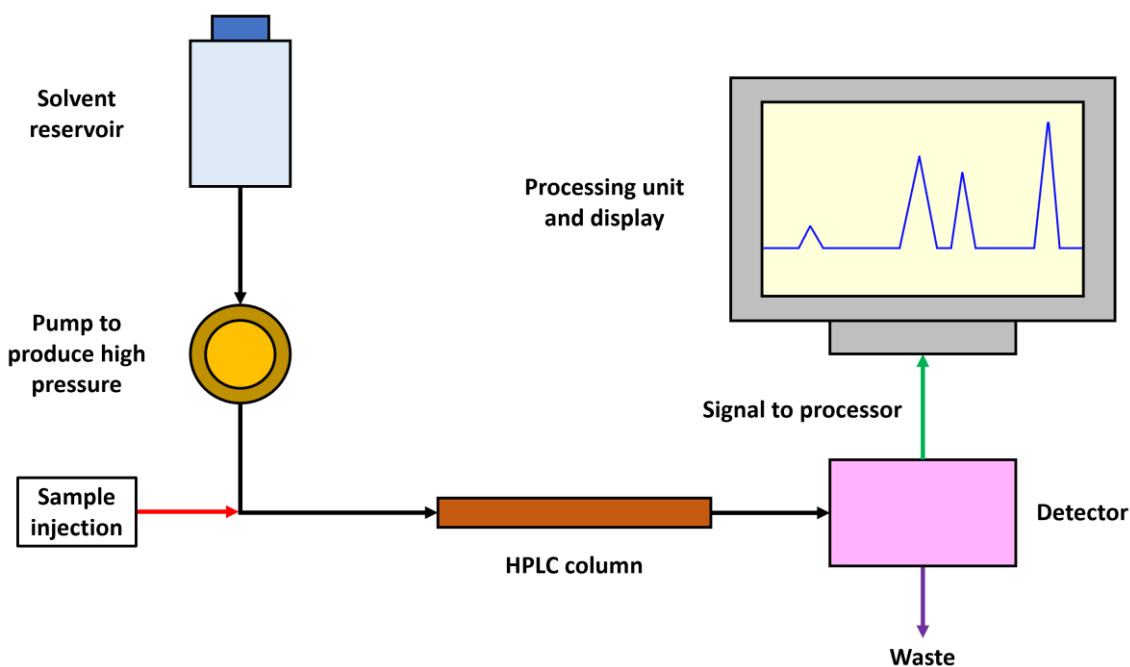 Solvent
reservoir
Processing unit
and display
Pump to
produce high
pressure
Signal to processor
Sample
injection
HPLC column
Detector
Waste